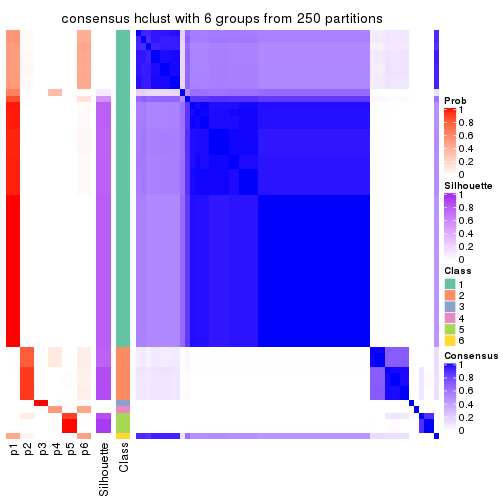 consensus hclust with 6 groups from 250 partitions
Prob
1
0.8
0.6
0.4
0.2
0
Silhouette
1
0.8
0.6
0.4
0.2
0
Class
1
2
3
4
5
6
Consensus
1
0.8
0.6
0.4
0.2
0
p1
p2
p3
p4
p5
p6
Silhouette
Class